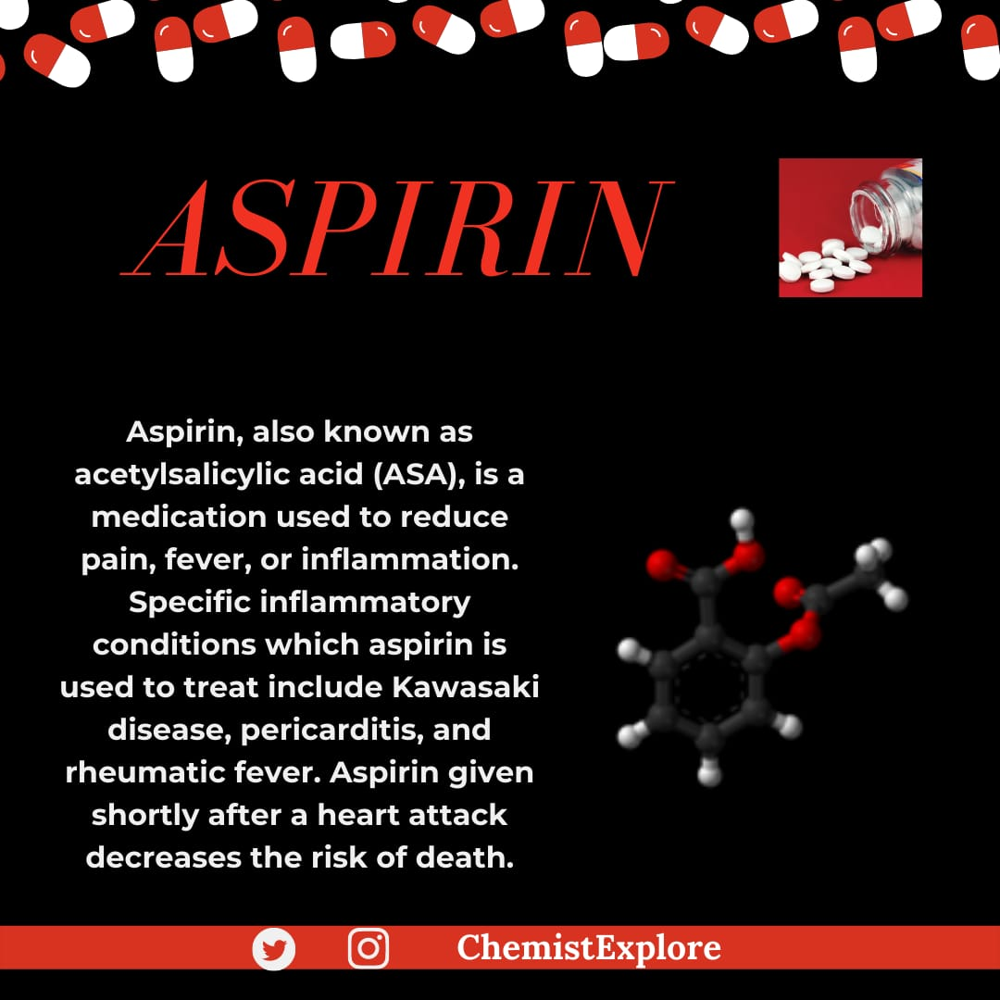 ASPIRIN
Aspirin, also known as
acetylsalicylic acid (ASA), is a
medication used to reduce
pain, fever, or inflammation.
Specific inflammatory
conditions which aspirin is
used to treat include Kawasaki
disease, pericarditis, and
rheumatic fever. Aspirin given
shortly after a heart attack
decreases the risk of death.
ChemistExplore